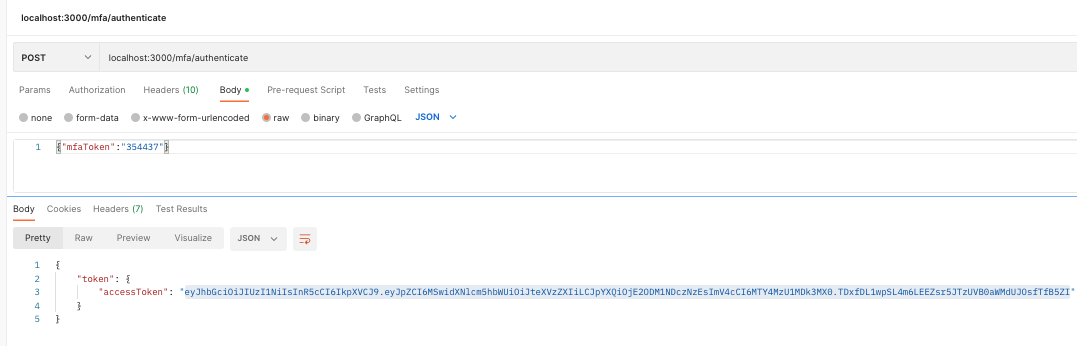 localhost:3000/mfa/authenticate
POST localhost:3000/mfa/authenticate
Params Authorization Headers (10) Body Pre-request Script Tests Settings
none form-data x-www-form-urlencoded raw binary GraphQL JSON
1 {"mfaToken":"354437"}
Body Cookies Headers (7) Test Results
Pretty Raw Preview Visualize JSON
1 {
2 "token": {
3 "accessToken": "eyJhbGciOiJIUzI1NiIsInR5cCI6IkpXVCJ9.eyJpZCI6MSwidXNlcm5hbWUiOiJteXVzZXIiLCJpYXQiOjE2ODM1NDczNzEsImV4cCI6MTY4MzU1MDk3MX0.TDxfDL1wpSL4m6LEEZsr5JTzUVB0aWMdUJOsfTfB5ZI"
4 }
5 }